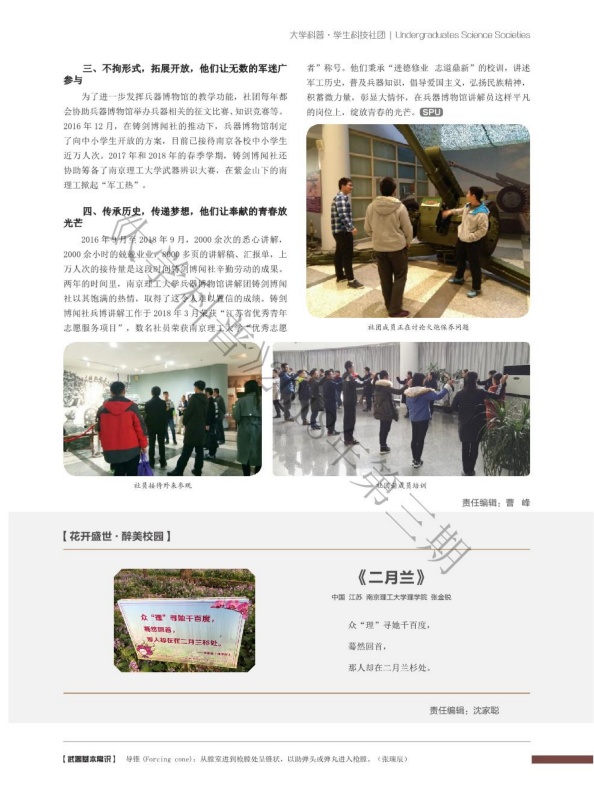 大学科普·学生科技社团 | Undergraduates Science Societies
三、不拘形式，拓展开放，他们让无数的军迷广
参与
为了进一步发挥兵器博物馆的教学功能，社团每年都
会协助兵器博物馆举办兵器相关的征文比赛、知识竞赛等。
2016 年 12 月，在铸剑博闻社的推动下，兵器博物馆制定
了向中小学生开放的方案，目前已接待南京各校中小学生
近万人次。2017 年和 2018 年的春季学期，铸剑博闻社还
协助筹备了南京理工大学武器辨识大赛，在紫金山下的南
理工掀起“军工热”。
四、传承历史，传递梦想，他们让奉献的青春放
光芒
2016 年 9 月至 2018 年 9 月，2000 余次的悉心讲解，
2000 余小时的兢兢业业，8000 多页的讲解稿、汇报单，上
万人次的接待量是这段时间铸剑博闻社辛勤劳动的成果。
两年的时间里，南京理工大学兵器博物馆讲解团铸剑博闻
社以其饱满的热情，取得了这令人难以置信的成绩。铸剑
博闻社兵博讲解工作于 2018 年 3 月荣获“江苏省优秀青年
志愿服务项目”，数名社员荣获南京理工大学“优秀志愿
者”称号。他们秉承“进德修业 志道鼎新”的校训，讲述
军工历史，普及兵器知识，倡导爱国主义，弘扬民族精神，
积蓄微力量，彰显大情怀，在兵器博物馆讲解员这样平凡
的岗位上，绽放青春的光芒。SPU
社团成员正在讨论火炮保养问题
社员接待外来参观
社团新成员培训
责任编辑：曹 峰
【花开盛世·醉美校园】
众“理”寻她千百度，
蓦然回首，
那人却在二月兰杉处。
《二月兰》
中国 江苏 南京理工大学理学院 张金锐
众“理”寻她千百度，
蓦然回首，
那人却在二月兰杉处。
责任编辑：沈家聪
【武器基本常识】 导锥（Forcing cone）：从膛室进到枪膛处呈锥状，以助弹头或弹丸进入枪膛。（张瑞辰）
《大学科普》2018年第三期